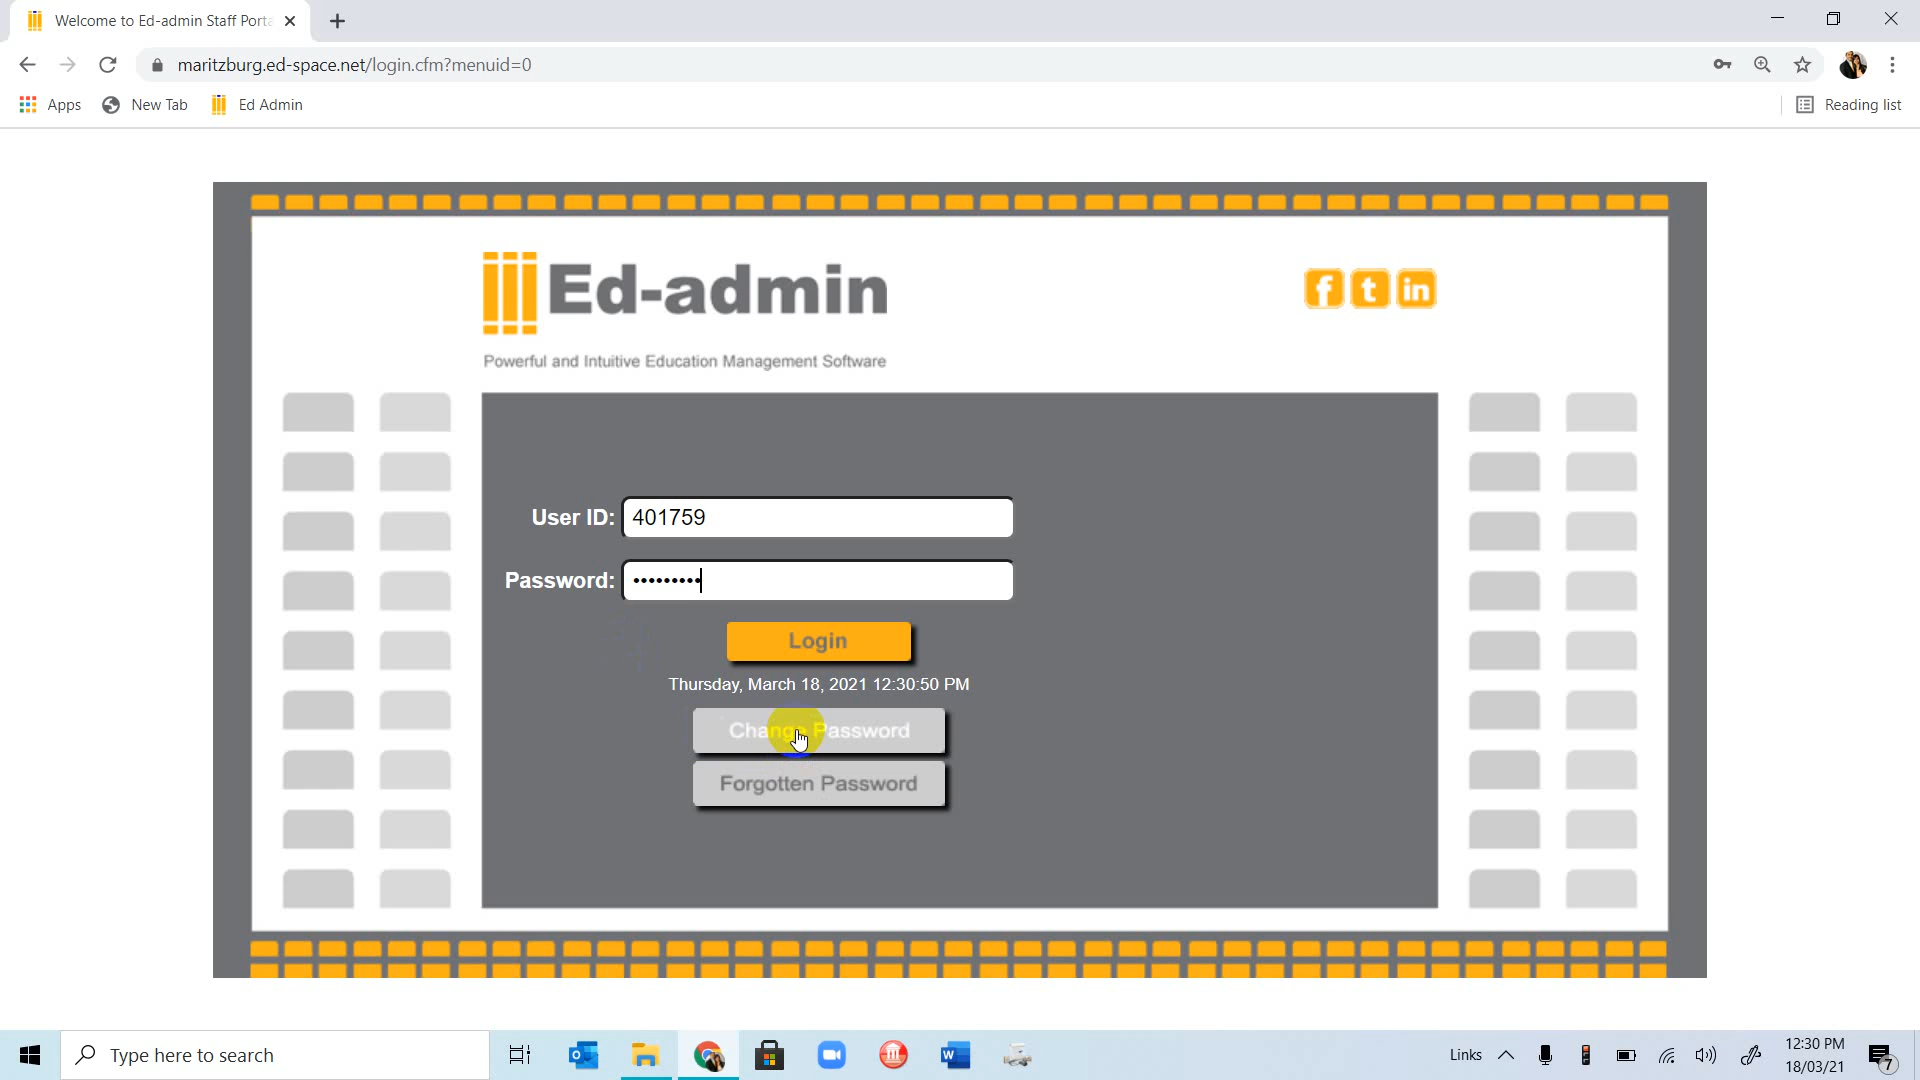 Welcome to Ed-admin Staff Porta
maritzburg.ed-space.net/login.cfm?menuid=0
Apps
New Tab
Ed Admin
Reading list
Ed-admin
f t in
Powerful and Intuitive Education Management Software
User ID: 401759
Password: •••••••••
Login
Thursday, March 18, 2021 12:30:50 PM
Change Password
Forgotten Password
Type here to search
Links
12:30 PM
18/03/21
7